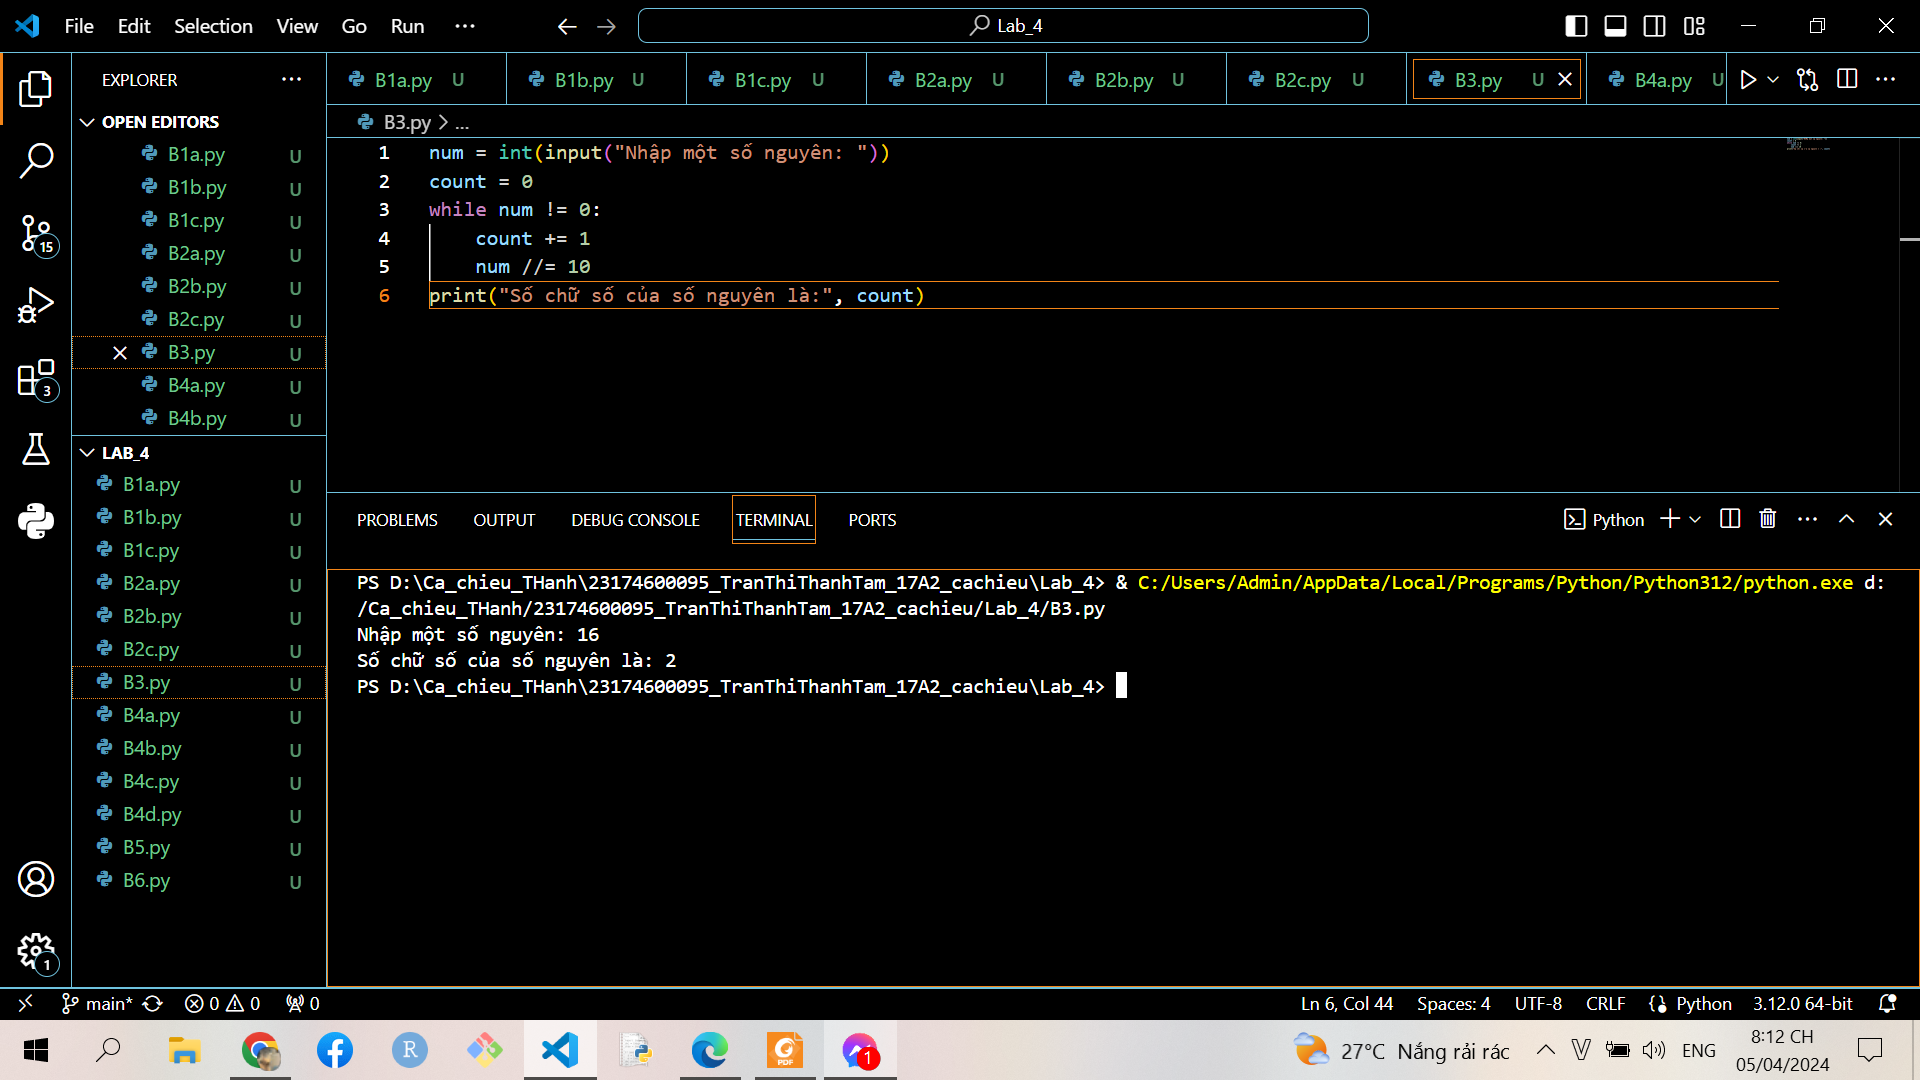 File Edit Selection View Go Run ... Lab_4
EXPLORER ...
OPEN EDITORS
B1a.py U
B1b.py U
B1c.py U
B2a.py U
B2b.py U
B2c.py U
B3.py U
B4a.py U
B4b.py U
LAB_4
B1a.py U
B1b.py U
B1c.py U
B2a.py U
B2b.py U
B2c.py U
B3.py U
B4a.py U
B4b.py U
B4c.py U
B4d.py U
B5.py U
B6.py U
15
3
1
B1a.py U B1b.py U B1c.py U B2a.py U B2b.py U B2c.py U B3.py U B4a.py U
B3.py > ...
1 num = int(input("Nhập một số nguyên: "))
2 count = 0
3 while num != 0:
4 count += 1
5 num //= 10
6 print("Số chữ số của số nguyên là:", count)
PROBLEMS OUTPUT DEBUG CONSOLE TERMINAL PORTS Python
PS D:\Ca_chieu_THanh\23174600095_TranThiThanhTam_17A2_cachieu\Lab_4> & C:/Users/Admin/AppData/Local/Programs/Python/Python312/python.exe d:
/Ca_chieu_THanh/23174600095_TranThiThanhTam_17A2_cachieu/Lab_4/B3.py
Nhập một số nguyên: 16
Số chữ số của số nguyên là: 2
PS D:\Ca_chieu_THanh\23174600095_TranThiThanhTam_17A2_cachieu\Lab_4>
main* 0 0 0 Ln 6, Col 44 Spaces: 4 UTF-8 CRLF Python 3.12.0 64-bit
R PDF 1 27°C Nắng rải rác V ENG 8:12 CH
05/04/2024